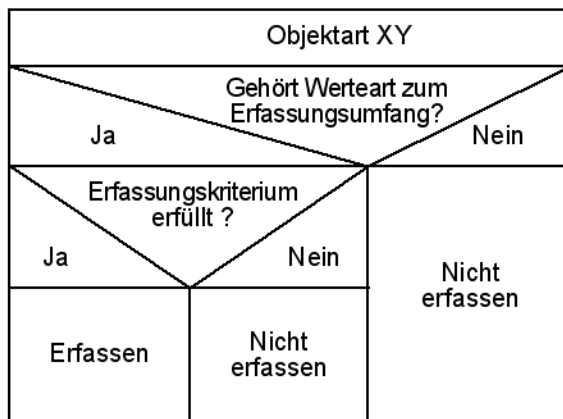 Objektart XY
Gehört Werteart zum
Erfassungsumfang?
Ja
Nein
Erfassungskriterium
erfüllt ?
Ja
Nein
Nicht
erfassen
Erfassen
Nicht
erfassen